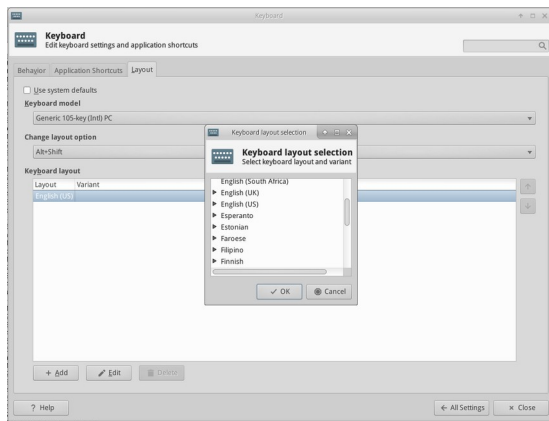 Keyboard
Keyboard
Edit keyboard settings and application shortcuts
Behavior Application Shortcuts Layout
Use system defaults
Keyboard model
Generic 105-key (Intl) PC
Change layout option
Alt+Shift
Keyboard layout
Layout Variant
English (US)
Keyboard layout selection
Keyboard layout selection
Select keyboard layout and variant
English (South Africa)
English (UK)
English (US)
Esperanto
Estonian
Faroese
Filipino
Finnish
OK Cancel
Add Edit Delete
? Help All Settings Close